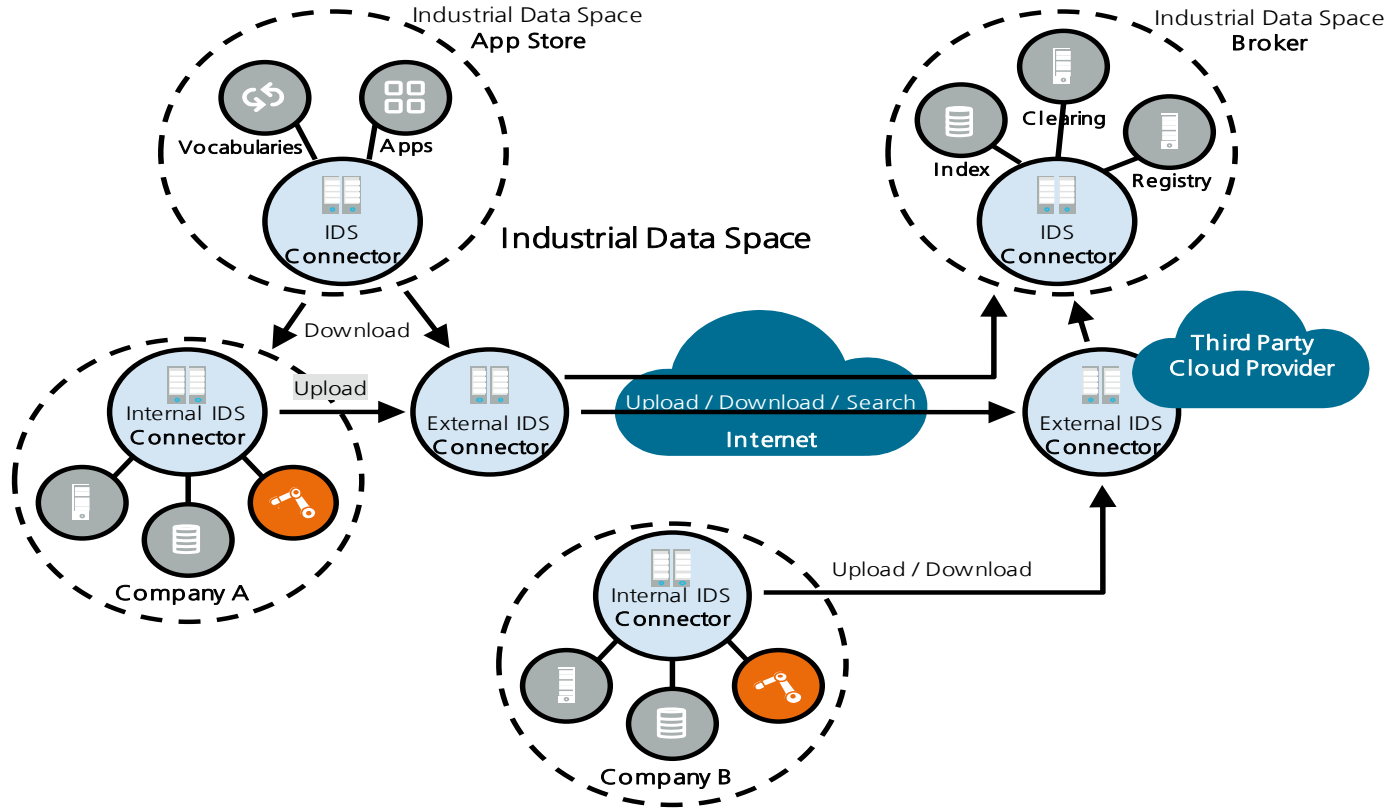 Industrial Data Space
App Store
Vocabularies
Apps
IDS
Connector
Industrial Data Space
Broker
Clearing
Index
Registry
IDS
Connector
Industrial Data Space
Download
Internal IDS
Connector
Upload
External IDS
Connector
Upload / Download / Search
Internet
External IDS
Connector
Third Party
Cloud Provider
Company A
Internal IDS
Connector
Upload / Download
Company B